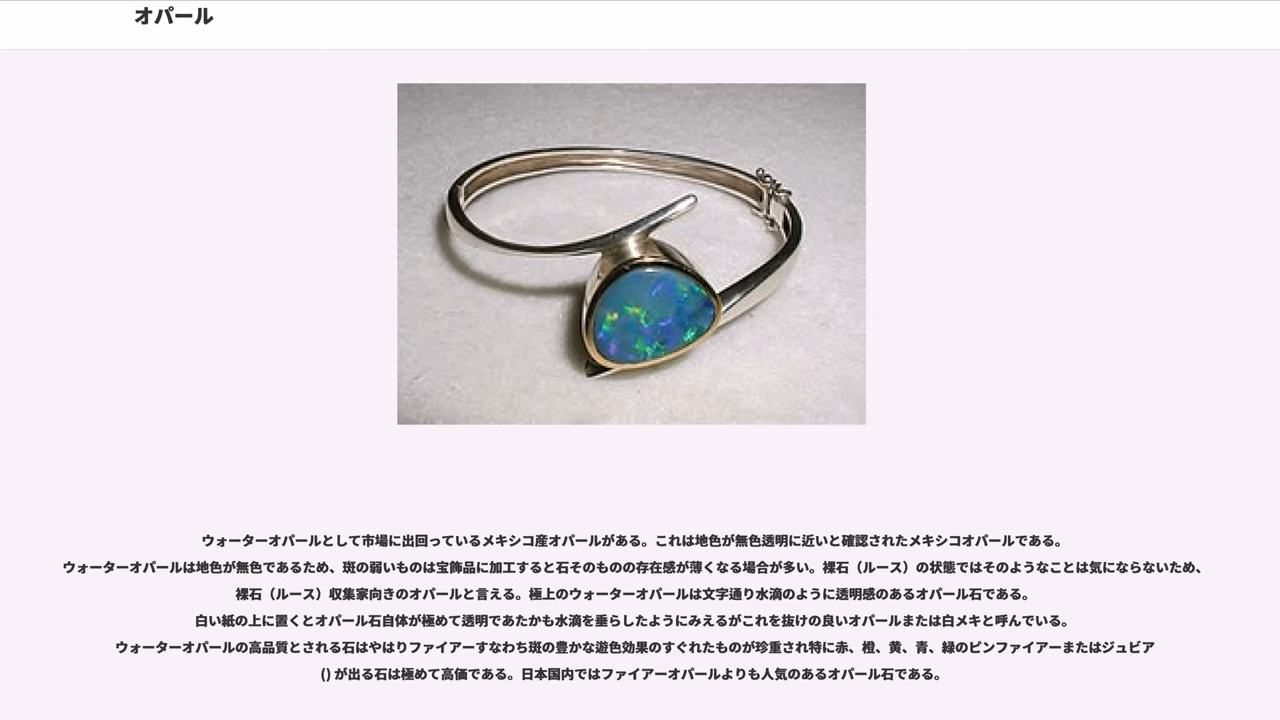 オパール
ウォーターオパールとして市場に出回っているメキシコ産オパールがある。これは地色が無色透明に近いと確認されたメキシコオパールである。
ウォーターオパールは地色が無色であるため、斑の弱いものは宝飾品に加工すると石そのものの存在感が薄くなる場合が多い。裸石（ルース）の状態ではそのようなことは気にならないため、
裸石（ルース）収集家向きのオパールと言える。極上のウォーターオパールは文字通り水滴のように透明感のあるオパール石である。
白い紙の上に置くとオパール石自体が極めて透明であたかも水滴を垂らしたようにみえるがこれを抜けの良いオパールまたは白メキと呼んでいる。
ウォーターオパールの高品質とされる石はやはりファイアーすなわち斑の豊かな遊色効果のすぐれたものが珍重され特に赤、橙、黄、青、緑のピンファイアーまたはジュビア
() が出る石は極めて高価である。日本国内ではファイアーオパールよりも人気のあるオパール石である。